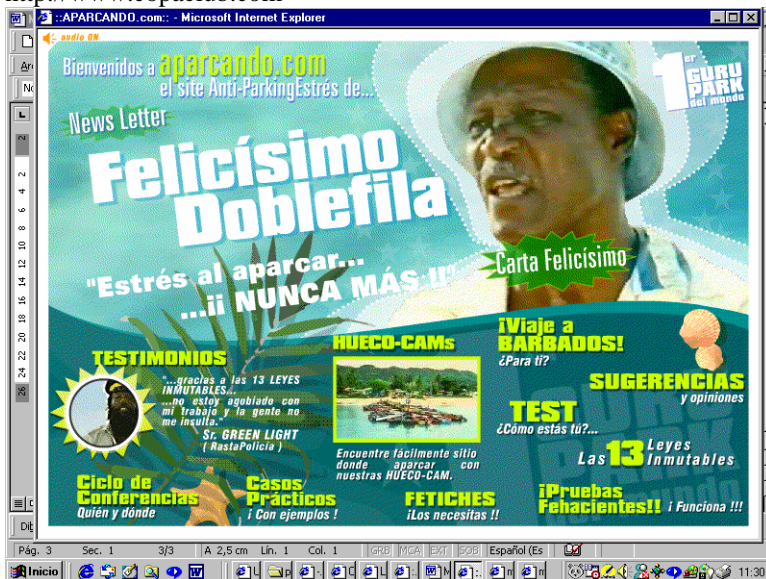 ::APARCANDO.com:: - Microsoft Internet Explorer
audio ON
Bienvenidos a aparcando.com
el site Anti-ParkingEstrés de...
1er GURU
PARK
del mundo
News Letter
Felicísimo
Doblefila
"Estrés al aparcar...
...¡¡ NUNCA MÁS !!"
Carta Felicísimo
TESTIMONIOS
"...gracias a las 13 LEYES
INMUTABLES...
...no estoy agobiado con
mi trabajo y la gente no
me insulta."
Sr. GREEN LIGHT
( RastaPolicía )
HUECO-CAMs
Encuentre fácilmente sitio
donde aparcar con
nuestras HUECO-CAM.
¡Viaje a
BARBADOS!
¿Para tí?
SUGERENCIAS
y opiniones
TEST
¿Cómo estás tú?...
Las 13 Leyes
Inmutables
Ciclo de
Conferencias
Quién y dónde
Casos
Prácticos
¡ Con ejemplos !
FETICHES
¡Los necesitas !!
¡Pruebas
Fehacientes!! ¡ Funciona !!!
Pág. 3 Sec. 1 3/3 A 2,5 cm Lín. 1 Col. 1 GRB MCA EXT SOB Español (Es
Inicio 11:30